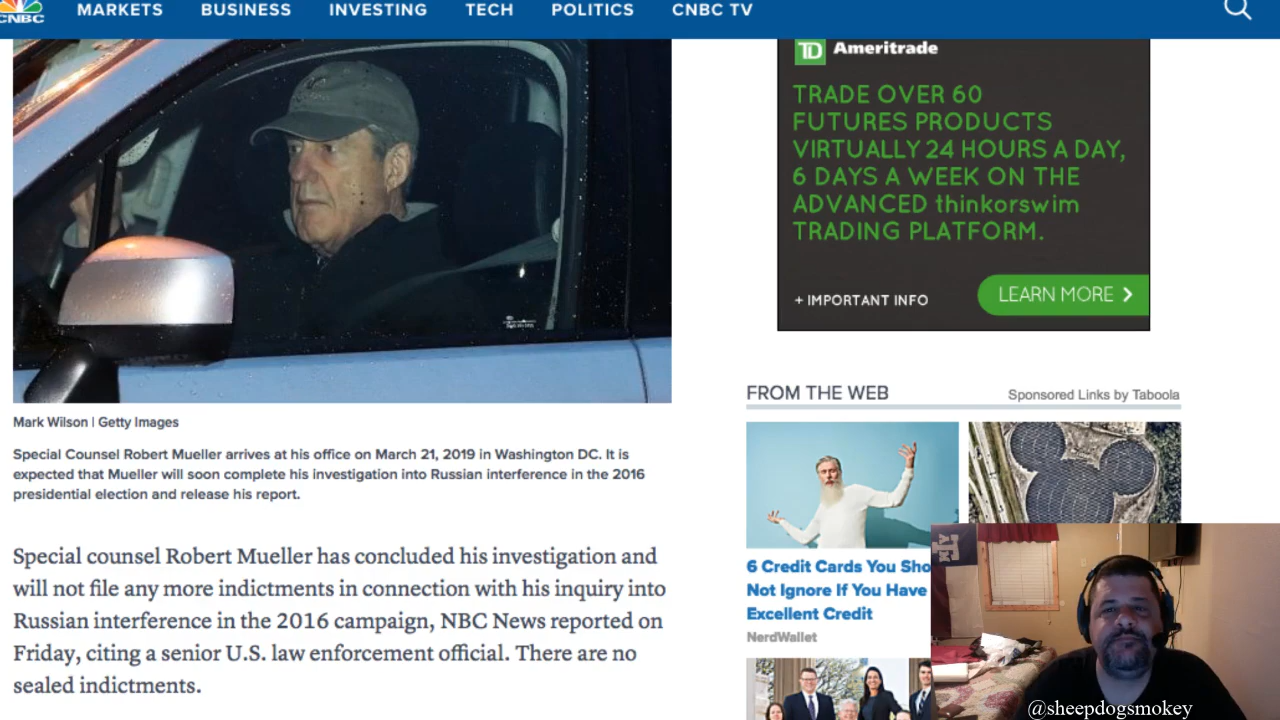 CNBC
MARKETS
BUSINESS
INVESTING
TECH
POLITICS
CNBC TV
TD Ameritrade
TRADE OVER 60
FUTURES PRODUCTS
VIRTUALLY 24 HOURS A DAY,
6 DAYS A WEEK ON THE
ADVANCED thinkorswim
TRADING PLATFORM.
+ IMPORTANT INFO
LEARN MORE
Mark Wilson | Getty Images
Special Counsel Robert Mueller arrives at his office on March 21, 2019 in Washington DC. It is
expected that Mueller will soon complete his investigation into Russian interference in the 2016
presidential election and release his report.
Special counsel Robert Mueller has concluded his investigation and
will not file any more indictments in connection with his inquiry into
Russian interference in the 2016 campaign, NBC News reported on
Friday, citing a senior U.S. law enforcement official. There are no
sealed indictments.
FROM THE WEB
Sponsored Links by Taboola
6 Credit Cards You Sho
Not Ignore If You Have
Excellent Credit
NerdWallet
@sheepdogsmokey